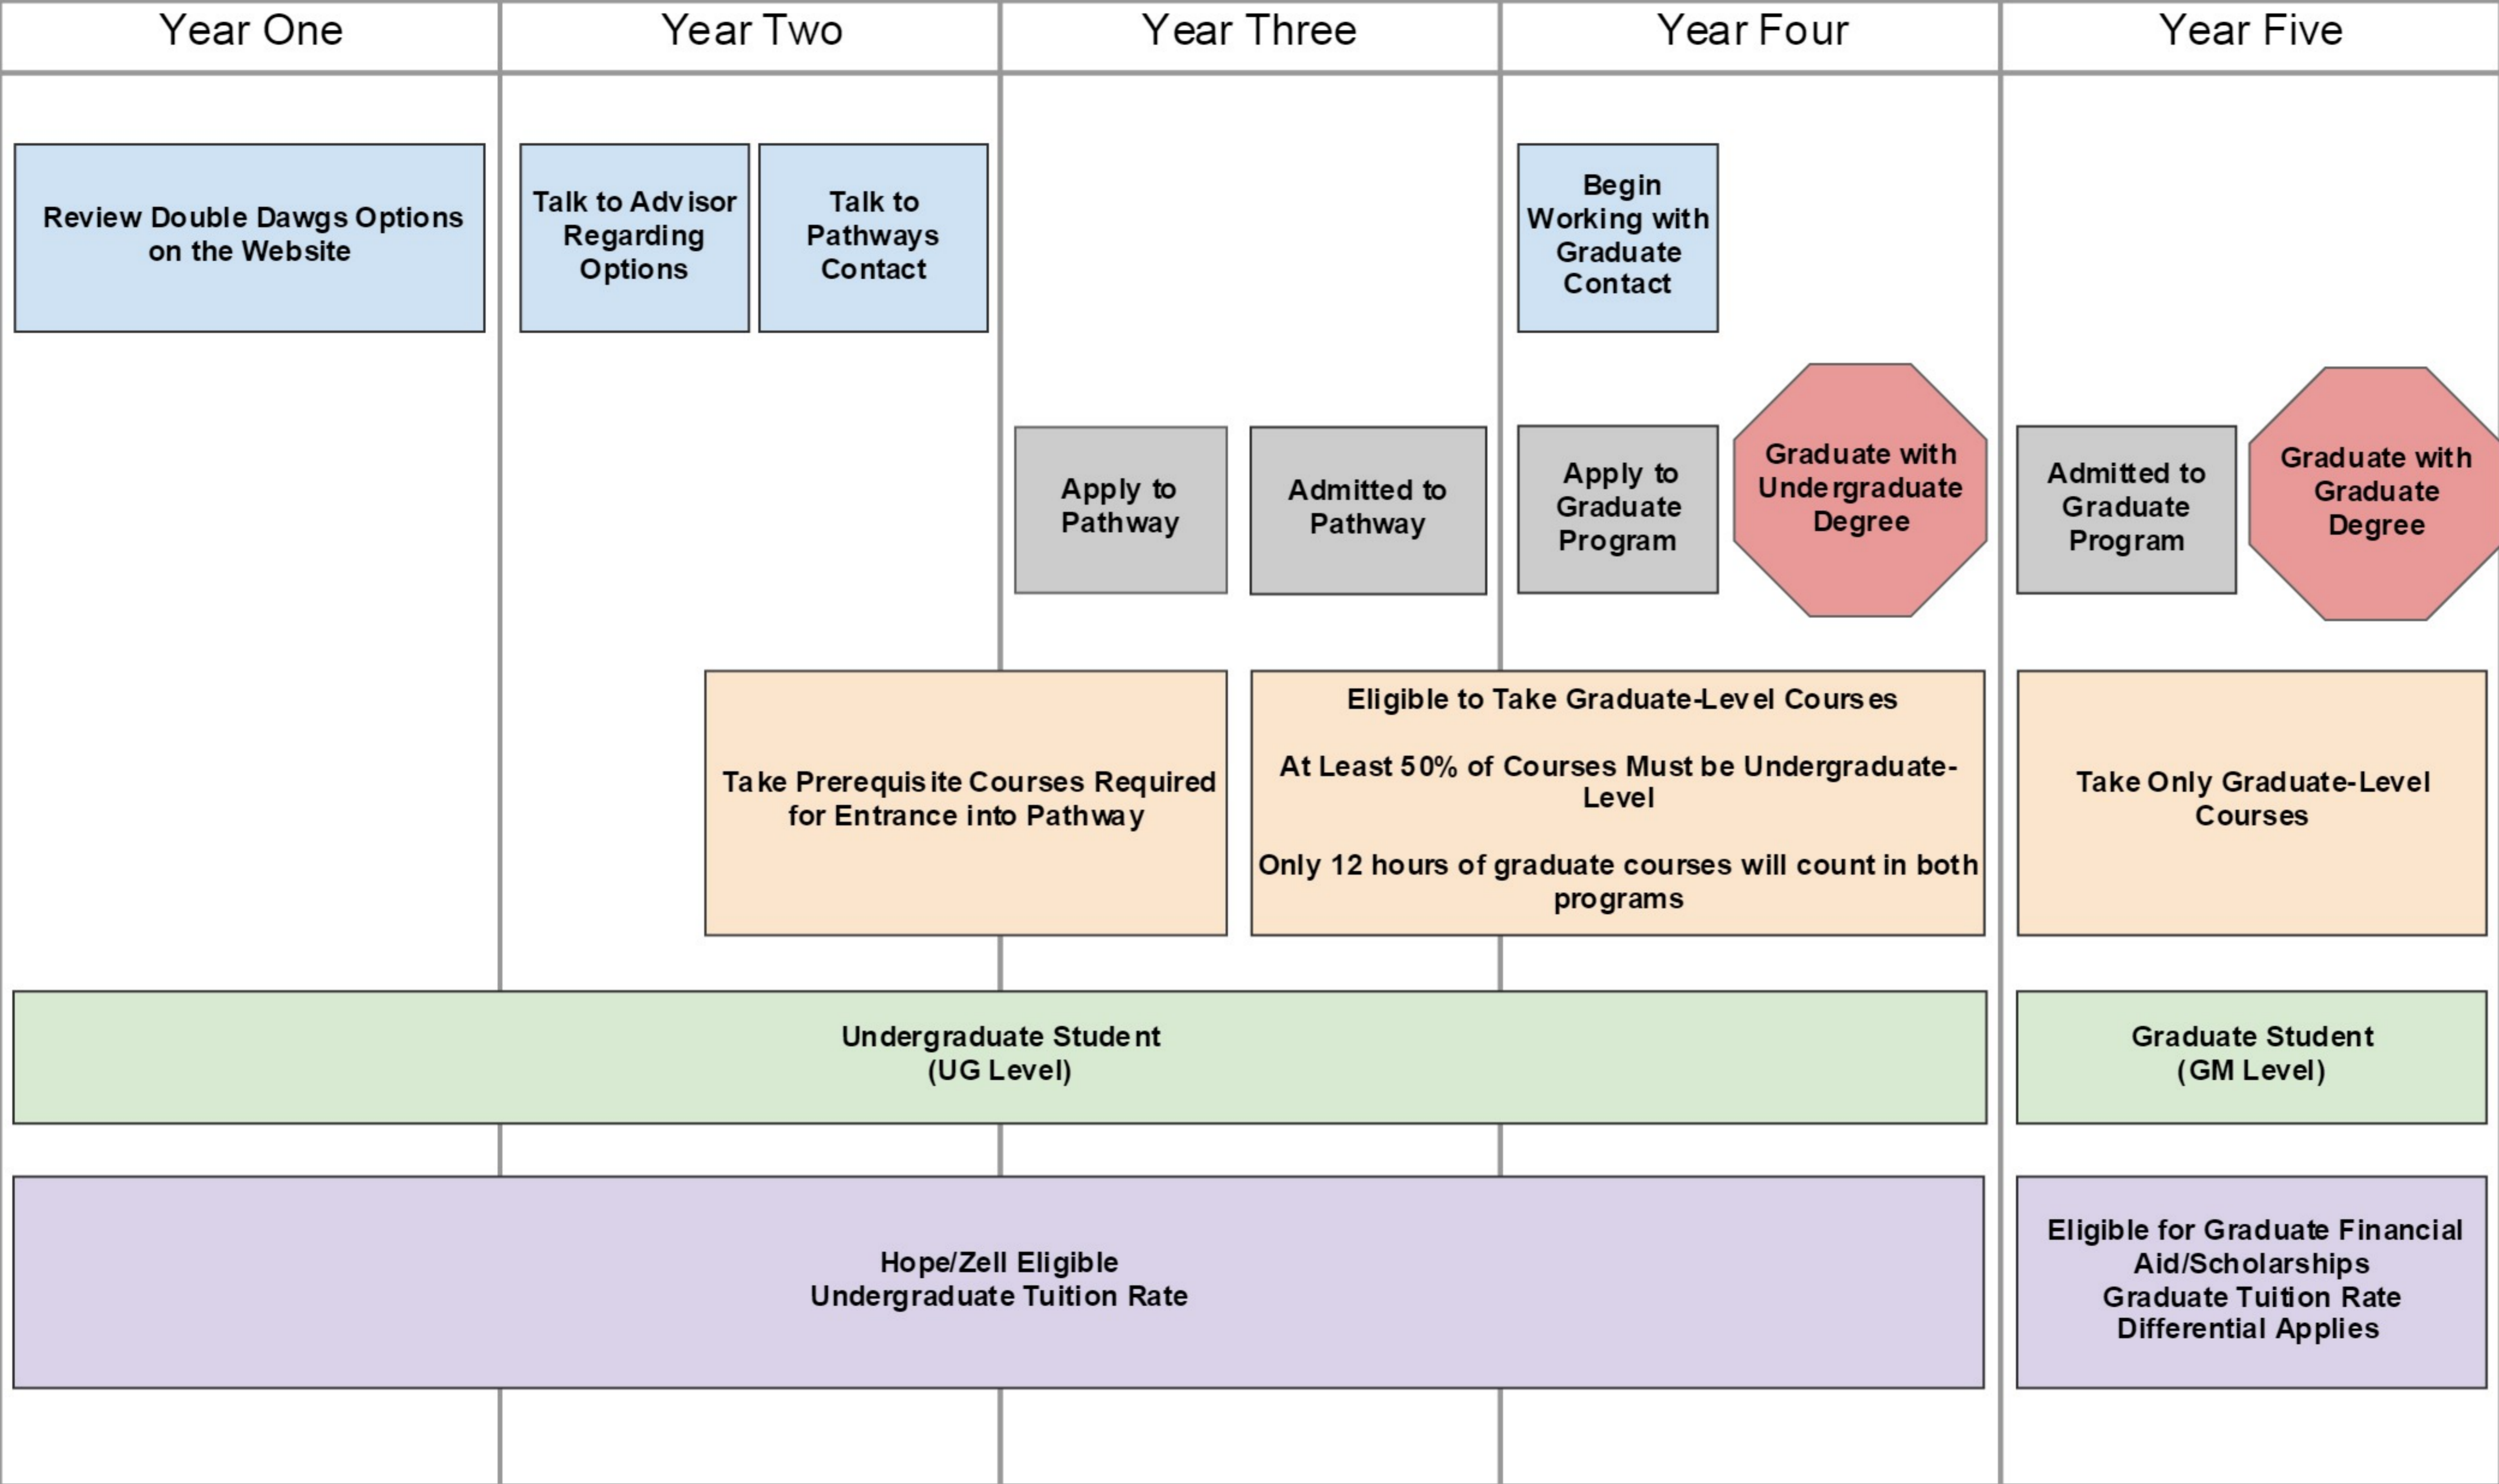 Year One
Year Two
Year Three
Year Four
Year Five
Review Double Dawgs Options
on the Website
Talk to Advisor
Regarding
Options
Talk to
Pathways
Contact
Begin
Working with
Graduate
Contact
Apply to
Pathway
Admitted to
Pathway
Apply to
Graduate
Program
Graduate with
Undergraduate
Degree
Admitted to
Graduate
Program
Graduate with
Graduate
Degree
Take Prerequisite Courses Required
for Entrance into Pathway
Eligible to Take Graduate-Level Courses
At Least 50% of Courses Must be Undergraduate-
Level
Only 12 hours of graduate courses will count in both
programs
Take Only Graduate-Level
Courses
Undergraduate Student
(UG Level)
Graduate Student
(GM Level)
Hope/Zell Eligible
Undergraduate Tuition Rate
Eligible for Graduate Financial
Aid/Scholarships
Graduate Tuition Rate
Differential Applies